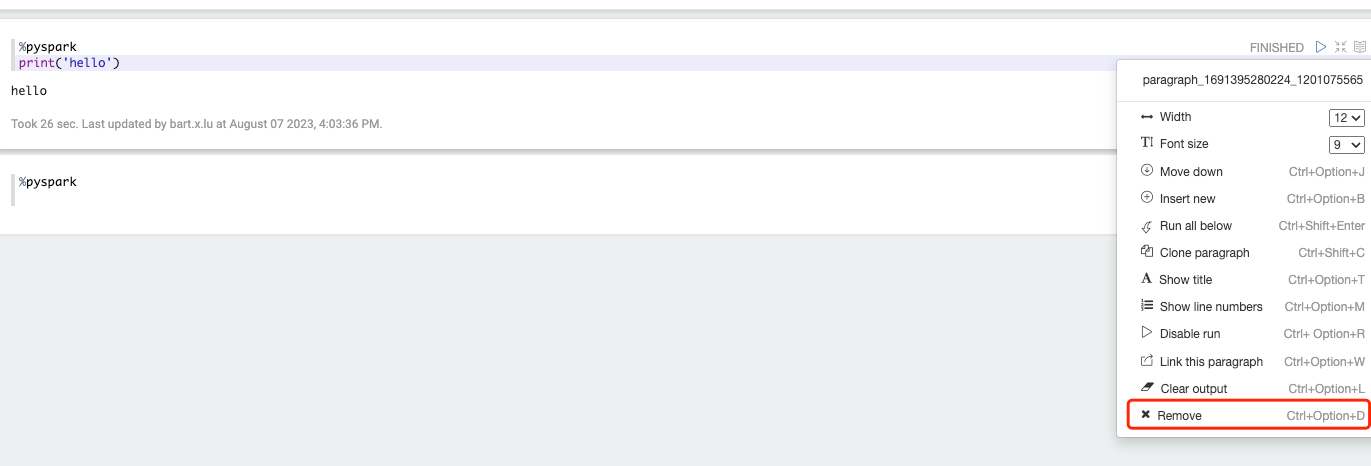 %pyspark
FINISHED
print('hello')
hello
Took 26 sec. Last updated by bart.x.lu at August 07 2023, 4:03:36 PM.
%pyspark
paragraph_1691395280224_1201075565
Width 12
Font size 9
Move down Ctrl+Option+J
Insert new Ctrl+Option+B
Run all below Ctrl+Shift+Enter
Clone paragraph Ctrl+Shift+C
Show title Ctrl+Option+T
Show line numbers Ctrl+Option+M
Disable run Ctrl+ Option+R
Link this paragraph Ctrl+Option+W
Clear output Ctrl+Option+L
Remove Ctrl+Option+D